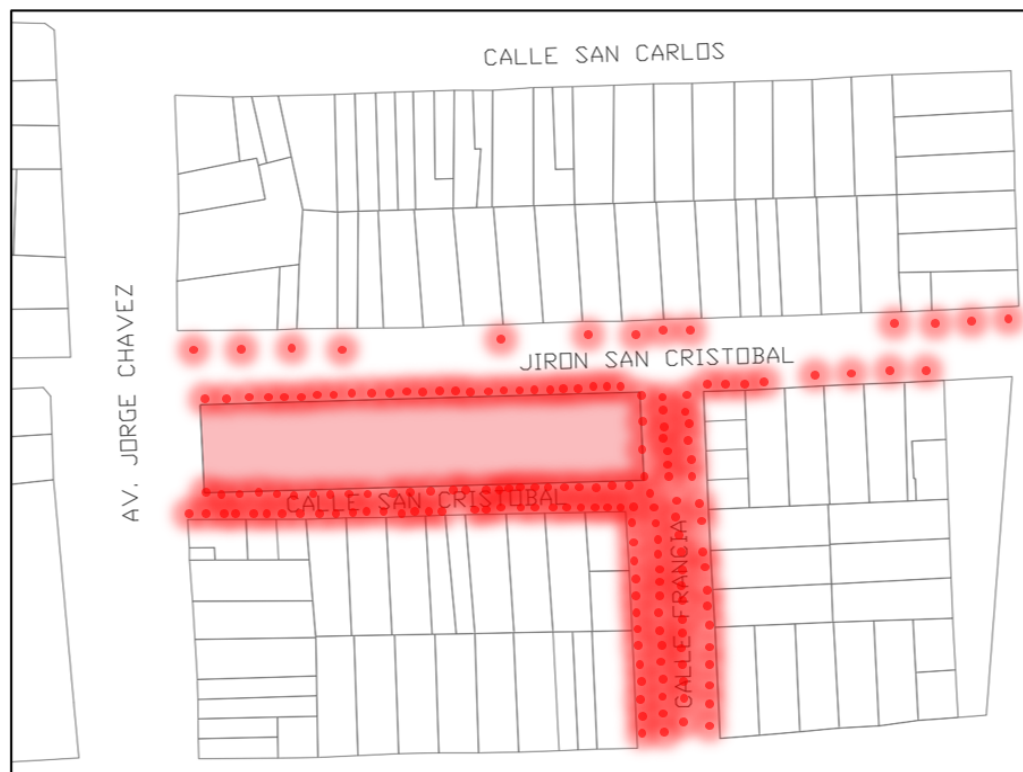 CALLE SAN CARLOS
JIRON SAN CRISTOBAL
AV. JORGE CHAVEZ
CALLE SAN CRISTOBAL
CALLE FRANCIA